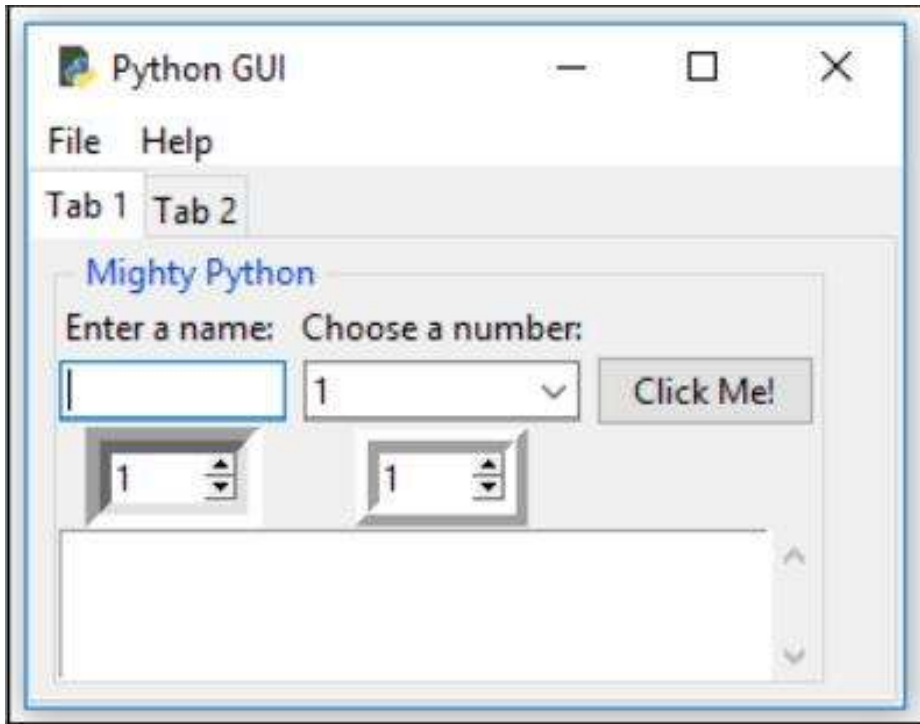 Python GUI
File Help
Tab 1 Tab 2
Mighty Python
Enter a name: Choose a number:
1 Click Me!
1 1